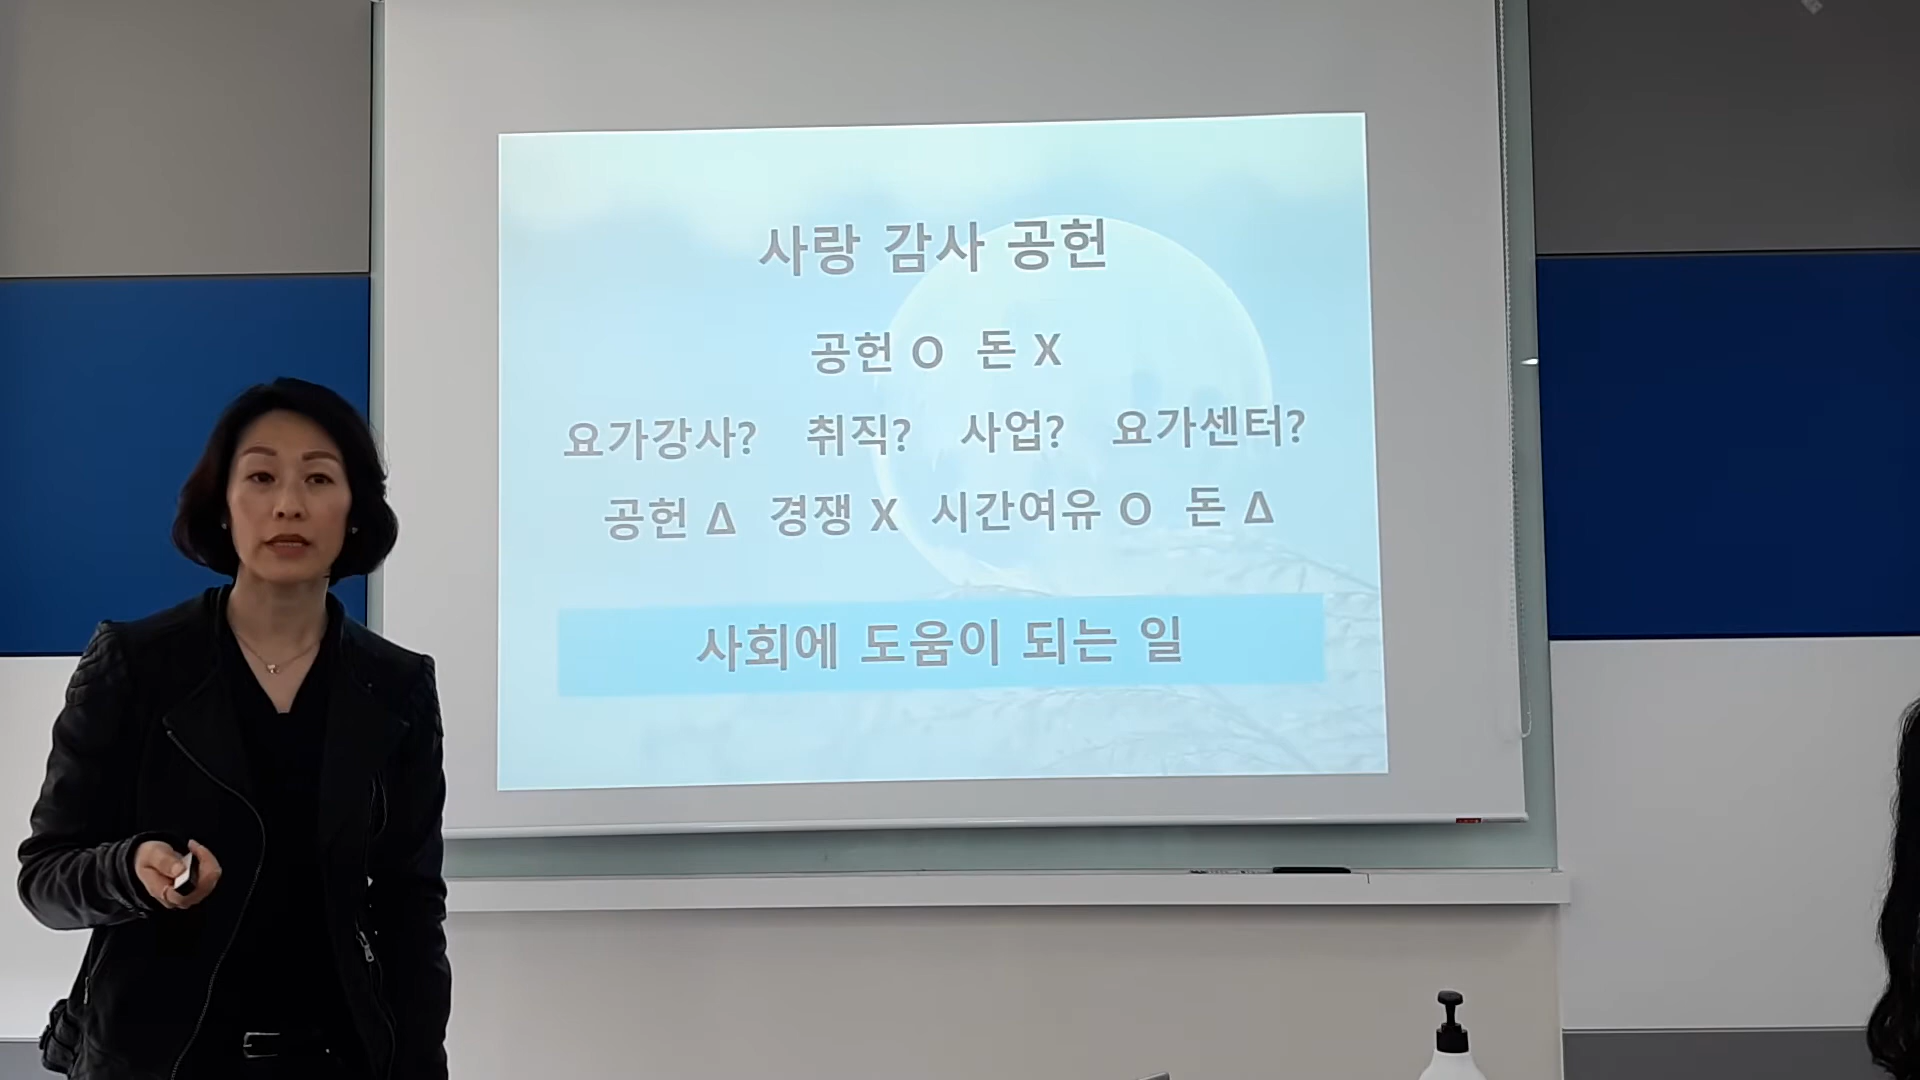 사랑 감사 공헌
공헌 O 돈 X
요가강사? 취직? 사업? 요가센터?
공헌 Δ 경쟁 X 시간여유 O 돈 Δ
사회에 도움이 되는 일